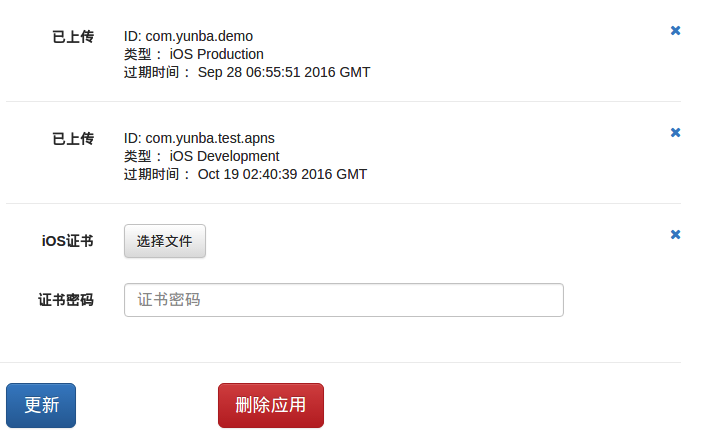 已上传
ID: com.yunba.demo
类型： iOS Production
过期时间： Sep 28 06:55:51 2016 GMT
已上传
ID: com.yunba.test.apns
类型： iOS Development
过期时间： Oct 19 02:40:39 2016 GMT
iOS证书
选择文件
证书密码
证书密码
更新
删除应用